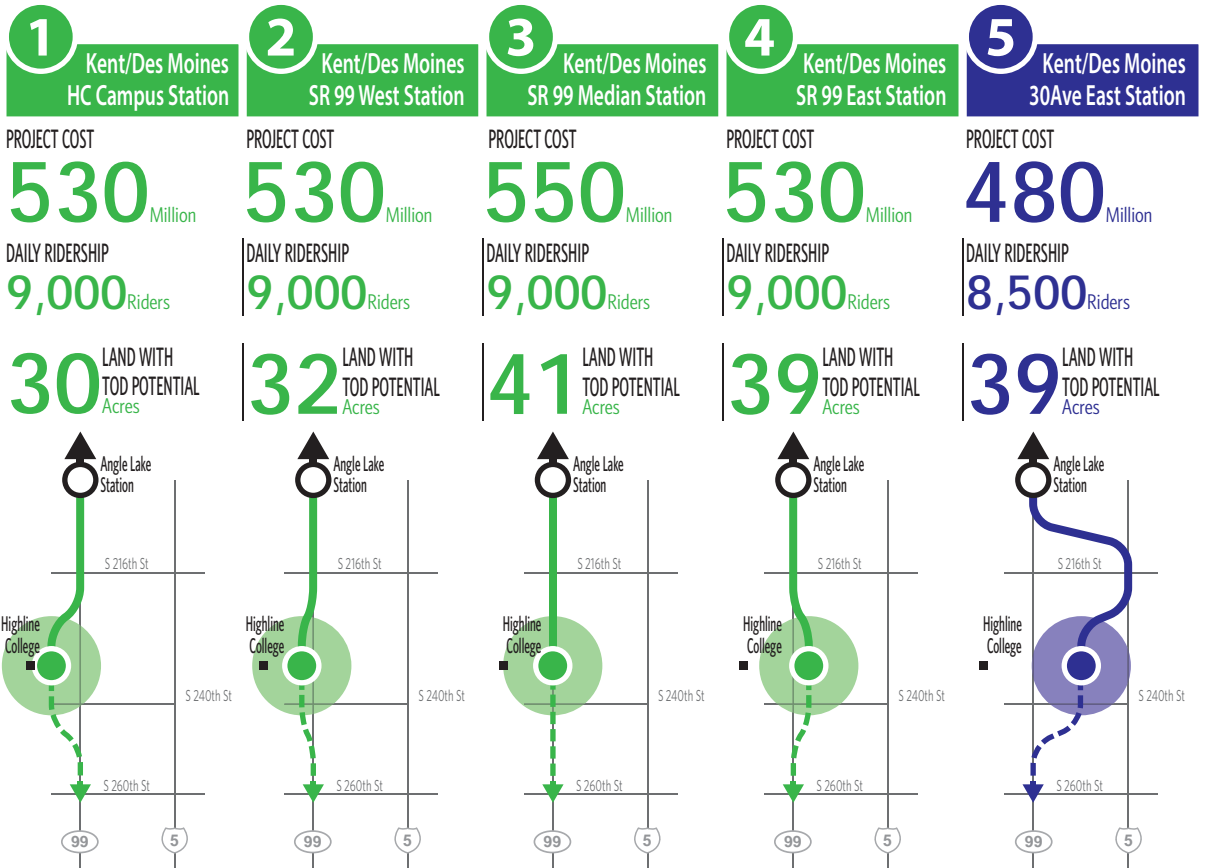 1
Kent/Des Moines
HC Campus Station
PROJECT COST
530 Million
DAILY RIDERSHIP
9,000 Riders
30 LAND WITH
TOD POTENTIAL
Acres
Angle Lake
Station
S 216th St
Highline
College
S 240th St
S 260th St
99
5
2
Kent/Des Moines
SR 99 West Station
PROJECT COST
530 Million
DAILY RIDERSHIP
9,000 Riders
32 LAND WITH
TOD POTENTIAL
Acres
Angle Lake
Station
S 216th St
Highline
College
S 240th St
S 260th St
99
5
3
Kent/Des Moines
SR 99 Median Station
PROJECT COST
550 Million
DAILY RIDERSHIP
9,000 Riders
41 LAND WITH
TOD POTENTIAL
Acres
Angle Lake
Station
S 216th St
Highline
College
S 240th St
S 260th St
99
5
4
Kent/Des Moines
SR 99 East Station
PROJECT COST
530 Million
DAILY RIDERSHIP
9,000 Riders
39 LAND WITH
TOD POTENTIAL
Acres
Angle Lake
Station
S 216th St
Highline
College
S 240th St
S 260th St
99
5
5
Kent/Des Moines
30Ave East Station
PROJECT COST
480 Million
DAILY RIDERSHIP
8,500 Riders
39 LAND WITH
TOD POTENTIAL
Acres
Angle Lake
Station
S 216th St
Highline
College
S 240th St
S 260th St
99
5